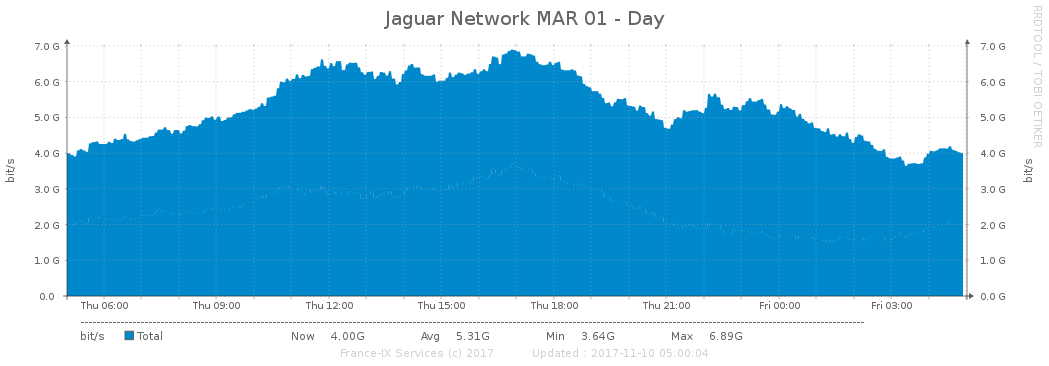 Jaguar Network MAR 01 - Day
RRDTOOL / TOBI OETIKER
bit/s
7.0 G
6.0 G
5.0 G
4.0 G
3.0 G
2.0 G
1.0 G
0.0
7.0 G
6.0 G
5.0 G
4.0 G
3.0 G
2.0 G
1.0 G
0.0 G
bit/s
Thu 06:00 Thu 09:00 Thu 12:00 Thu 15:00 Thu 18:00 Thu 21:00 Fri 00:00 Fri 03:00
bit/s Total Now 4.00G Avg 5.31G Min 3.64G Max 6.89G
France-IX Services (c) 2017 Updated : 2017-11-10 05:00:04